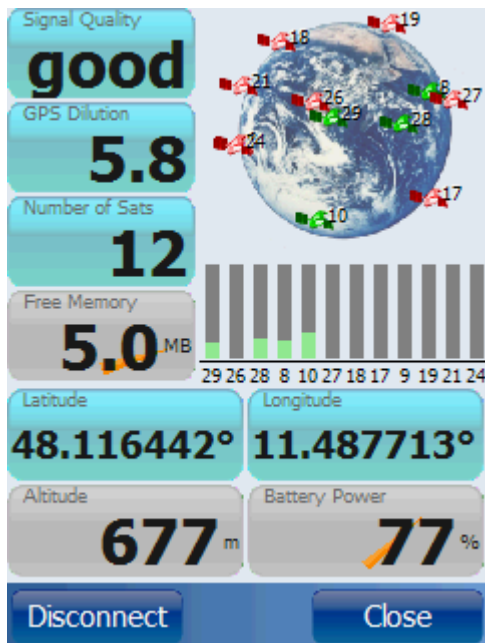 Signal Quality
good
GPS Dilution
5.8
Number of Sats
12
Free Memory
5.0 MB
19
18
21
26
8
27
29
28
24
17
10
29 26 28 8 10 27 18 17 9 19 21 24
Latitude
48.116442°
Longitude
11.487713°
Altitude
677 m
Battery Power
77 %
Disconnect
Close